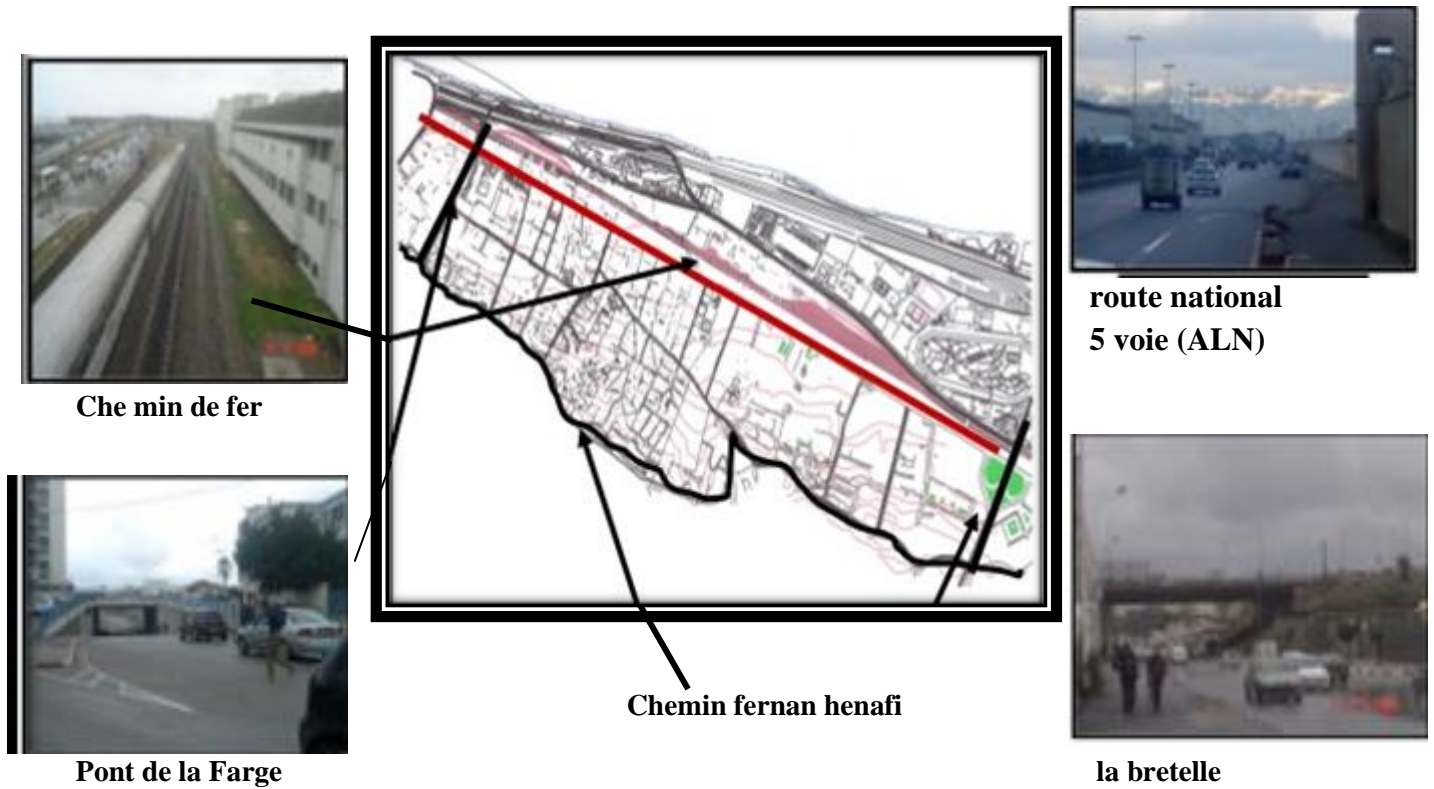 route national
5 voie (ALN)
Che min de fer
Chemin fernan henafi
Pont de la Farge
la bretelle